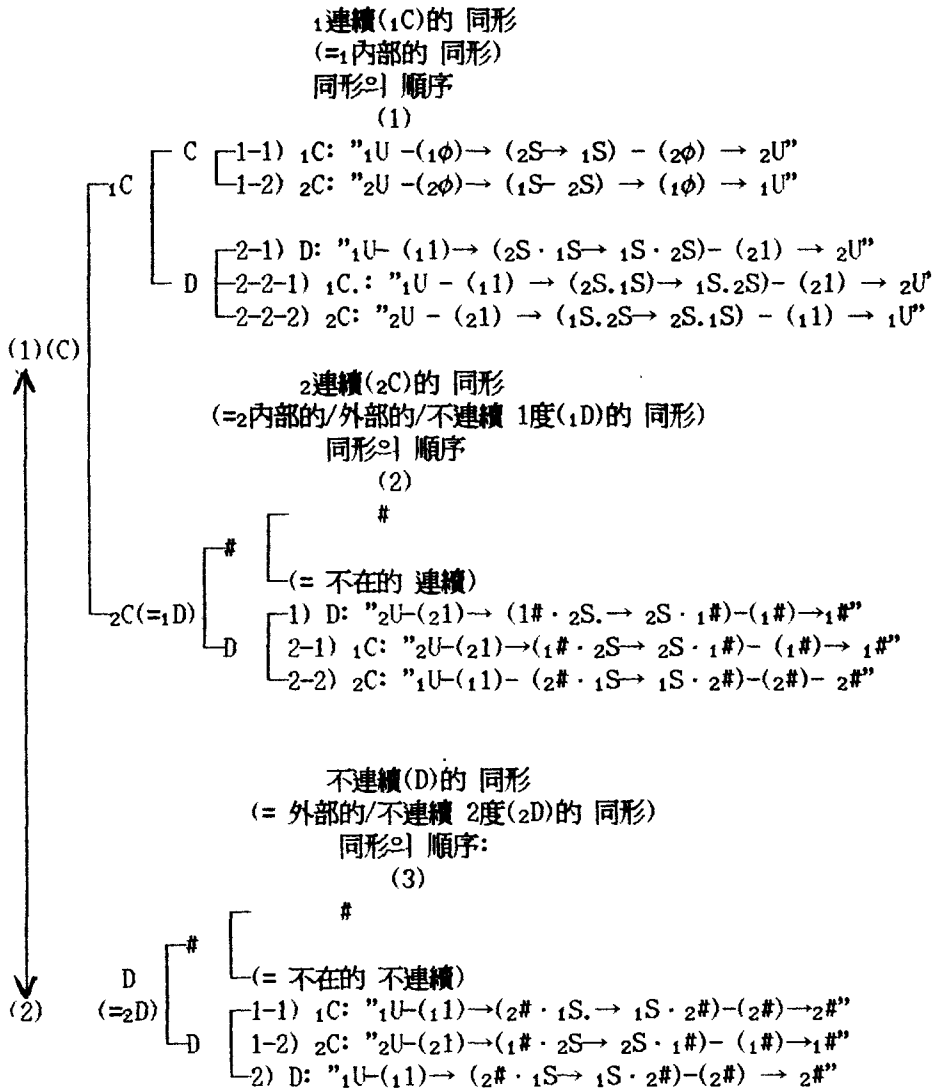 ₁連續(₁C)的 同形
(=₁內部的 同形)
同形의 順序
(1)
C 1-1) ₁C: "₁U -(₁ø)→ (₂S→ ₁S) - (₂ø) → ₂U"
₁C 1-2) ₂C: "₂U -(₂ø)→ (₁S- ₂S) → (₁ø) → ₁U"
2-1) D: "₁U- (₁1)→ (₂S · ₁S→ ₁S · ₂S)- (₂1) → ₂U"
D 2-2-1) ₁C.: "₁U - (₁1) → (₂S.₁S)→ ₁S.₂S)- (₂1) → ₂U"
2-2-2) ₂C: "₂U - (₂1) → (₁S.₂S→ ₂S.₁S) - (₁1) → ₁U"
(1)(C)
₂連續(₂C)的 同形
(=₂內部的/外部的/不連續 1度(₁D)的 同形)
同形의 順序
(2)
#
#
(= 不在的 連續)
₂C(=₁D) 1) D: "₂U-(₂1)→ (1# · ₂S.→ ₂S · ₁#)-(₁#)→₁#"
D 2-1) ₁C: "₂U-(₂1)→(₁# · ₂S→ ₂S · ₁#)- (₁#)→ ₁#"
2-2) ₂C: "₁U-(₁1)- (₂# · ₁S→ ₁S · ₂#)-(₂#)- ₂#"
不連續(D)的 同形
(= 外部的/不連續 2度(₂D)的 同形)
同形의 順序:
(3)
#
#
D (= 不在的 不連續)
(2) (=₂D) 1-1) ₁C: "₁U-(₁1)→(₂# · ₁S.→ ₁S · ₂#)-(₂#)→₂#"
D 1-2) ₂C: "₂U-(₂1)→(₁# · ₂S→ ₂S · ₁#)- (₁#)→₁#"
2) D: "₁U-(₁1)→ (₂# · ₁S→ ₁S · ₂#)-(₂#) → ₂#"